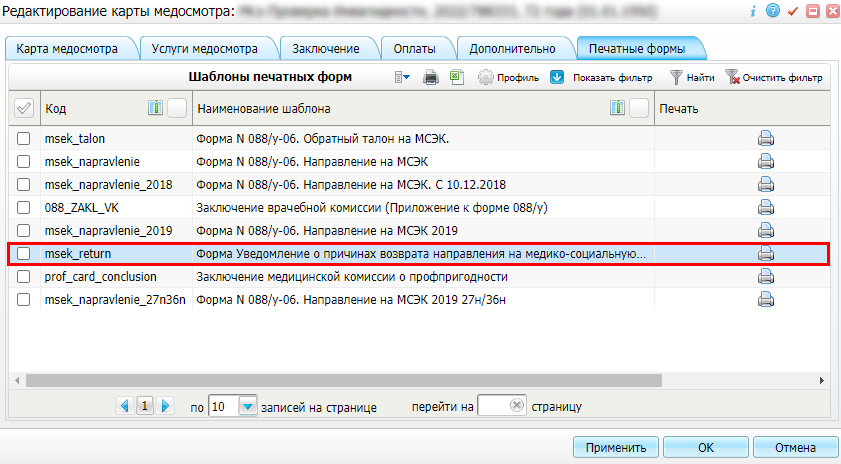 Редактирование карты медосмотра:
Карта медосмотра Услуги медосмотра Заключение Оплаты Дополнительно Печатные формы
Шаблоны печатных форм Профиль Показать фильтр Найти Очистить фильтр
Код Наименование шаблона Печать
msek_talon Форма N 088/у-06. Обратный талон на МСЭК.
msek_napravlenie Форма N 088/у-06. Направление на МСЭК
msek_napravlenie_2018 Форма N 088/у-06. Направление на МСЭК. С 10.12.2018
088_ZAKL_VK Заключение врачебной комиссии (Приложение к форме 088/у)
msek_napravlenie_2019 Форма N 088/у-06. Направление на МСЭК 2019
msek_return Форма Уведомление о причинах возврата направления на медико-социальную...
prof_card_conclusion Заключение медицинской комиссии о профпригодности
msek_napravlenie_27n36n Форма N 088/у-06. Направление на МСЭК 2019 27н/36н
1 по 10 записей на странице перейти на страницу
Применить OK Отмена